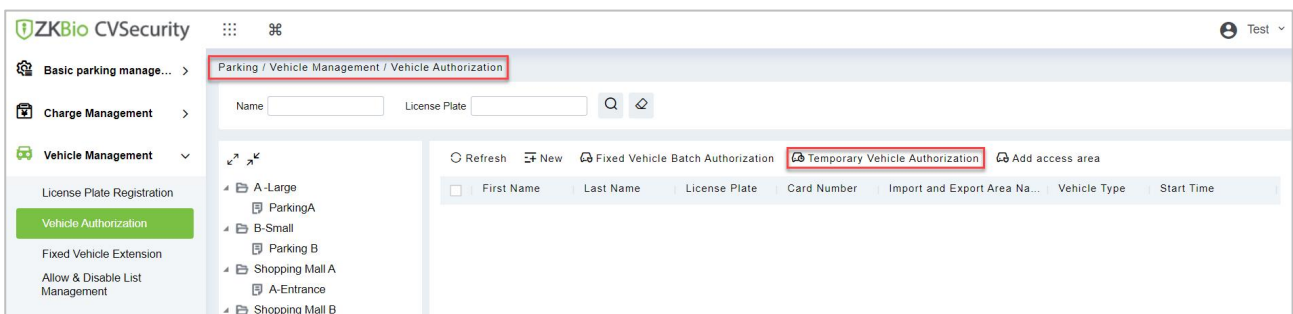 ZKBio CVSecurity
Test
Basic parking manage...
Parking / Vehicle Management / Vehicle Authorization
Charge Management
Name
License Plate
Vehicle Management
Refresh New Fixed Vehicle Batch Authorization Temporary Vehicle Authorization Add access area
License Plate Registration
Vehicle Authorization
Fixed Vehicle Extension
Allow & Disable List
Management
A-Large
ParkingA
B-Small
Parking B
Shopping Mall A
A-Entrance
Shopping Mall B
First Name Last Name License Plate Card Number Import and Export Area Na... Vehicle Type Start Time